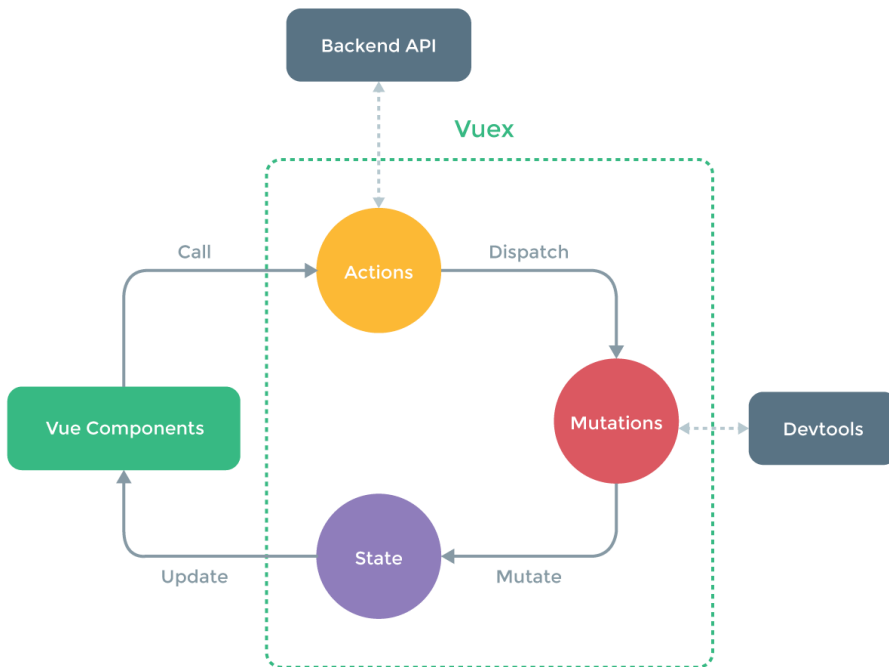 Backend API
Vuex
Call
Dispatch
Actions
Vue Components
Mutations
Devtools
State
Update
Mutate